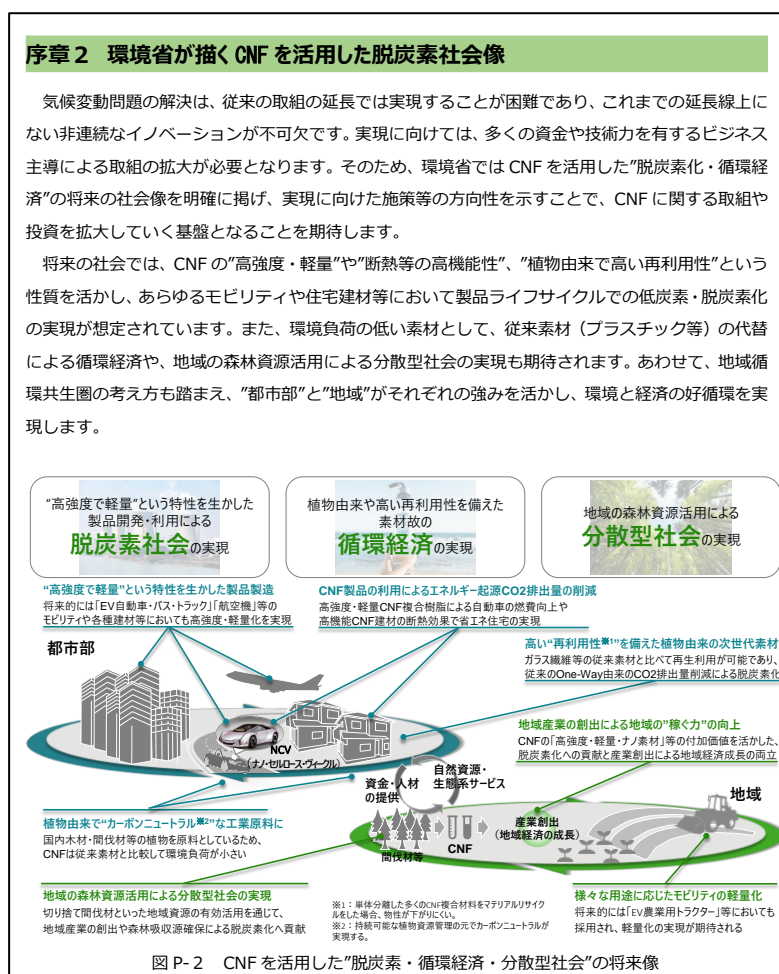 序章２　環境省が描く CNF を活用した脱炭素社会像
気候変動問題の解決は、従来の取組の延長では実現することが困難であり、これまでの延長線上に
ない非連続なイノベーションが不可欠です。実現に向けては、多くの資金や技術力を有するビジネス
主導による取組の拡大が必要となります。そのため、環境省では CNF を活用した”脱炭素化・循環経
済”の将来の社会像を明確に掲げ、実現に向けた施策等の方向性を示すことで、CNF に関する取組や
投資を拡大していく基盤となることを期待します。
将来の社会では、CNF の”高強度・軽量”や”断熱等の高機能性”、”植物由来で高い再利用性”という
性質を活かし、あらゆるモビリティや住宅建材等において製品ライフサイクルでの低炭素・脱炭素化
の実現が想定されています。また、環境負荷の低い素材として、従来素材（プラスチック等）の代替
による循環経済や、地域の森林資源活用による分散型社会の実現も期待されます。あわせて、地域循
環共生圏の考え方も踏まえ、”都市部”と”地域”がそれぞれの強みを活かし、環境と経済の好循環を実
現します。
“高強度で軽量”という特性を生かした
製品開発・利用による
脱炭素社会の実現
植物由来や高い再利用性を備えた
素材故の
循環経済の実現
地域の森林資源活用による
分散型社会の実現
“高強度で軽量”という特性を生かした製品製造
将来的には「EV自動車・バス・トラック」「航空機」等の
モビリティや各種建材等においても高強度・軽量化を実現
CNF製品の利用によるエネルギー起源CO2排出量の削減
高強度・軽量CNF複合樹脂による自動車の燃費向上や
高機能CNF建材の断熱効果で省エネ住宅の実現
都市部
高い“再利用性※1”を備えた植物由来の次世代素材
ガラス繊維等の従来素材と比べて再生利用が可能であり、
従来のOne-Way由来のCO2排出量削減による脱炭素化
NCV
（ナノ・セルロース・ヴィークル）
地域産業の創出による地域の”稼ぐ力”の向上
CNFの「高強度・軽量・ナノ素材」等の付加価値を活かした、
脱炭素化への貢献と産業創出による地域経済成長の両立
資金・人材
の提供
自然資源・
生態系サービス
地域
植物由来で“カーボンニュートラル※2”な工業原料に
国内木材・間伐材等の植物を原料としているため、
CNFは従来素材と比較して環境負荷が小さい
間伐材等
CNF
産業創出
（地域経済の成長）
地域の森林資源活用による分散型社会の実現
切り捨て間伐材といった地域資源の有効活用を通じて、
地域産業の創出や森林吸収源確保による脱炭素化へ貢献
※1：単体分離した多くのCNF複合材料をマテリアルリサイク
ルをした場合、物性が下がりにくい。
※2：持続可能な植物資源管理の元でカーボンニュートラルが
実現する。
様々な用途に応じたモビリティの軽量化
将来的には「EV農業用トラクター」等においても
採用され、軽量化の実現が期待される
図 P-２　CNF を活用した”脱炭素・循環経済・分散型社会”の将来像